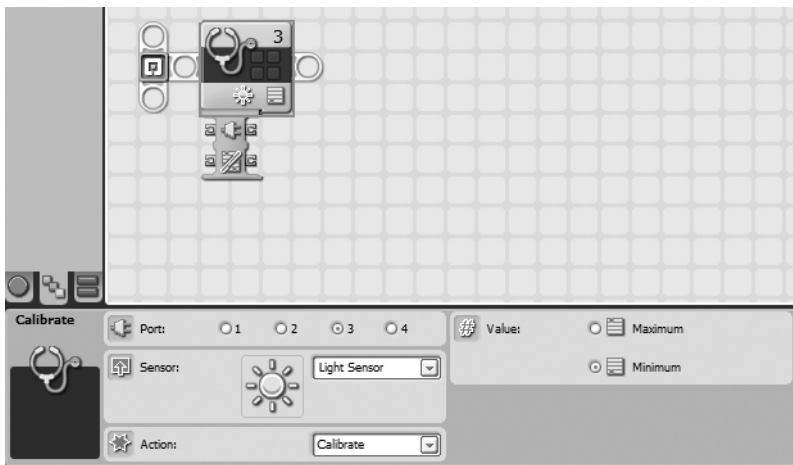 3
Calibrate
Port: 1 2 3 4
Sensor: Light Sensor
Action: Calibrate
Value: Maximum
Minimum